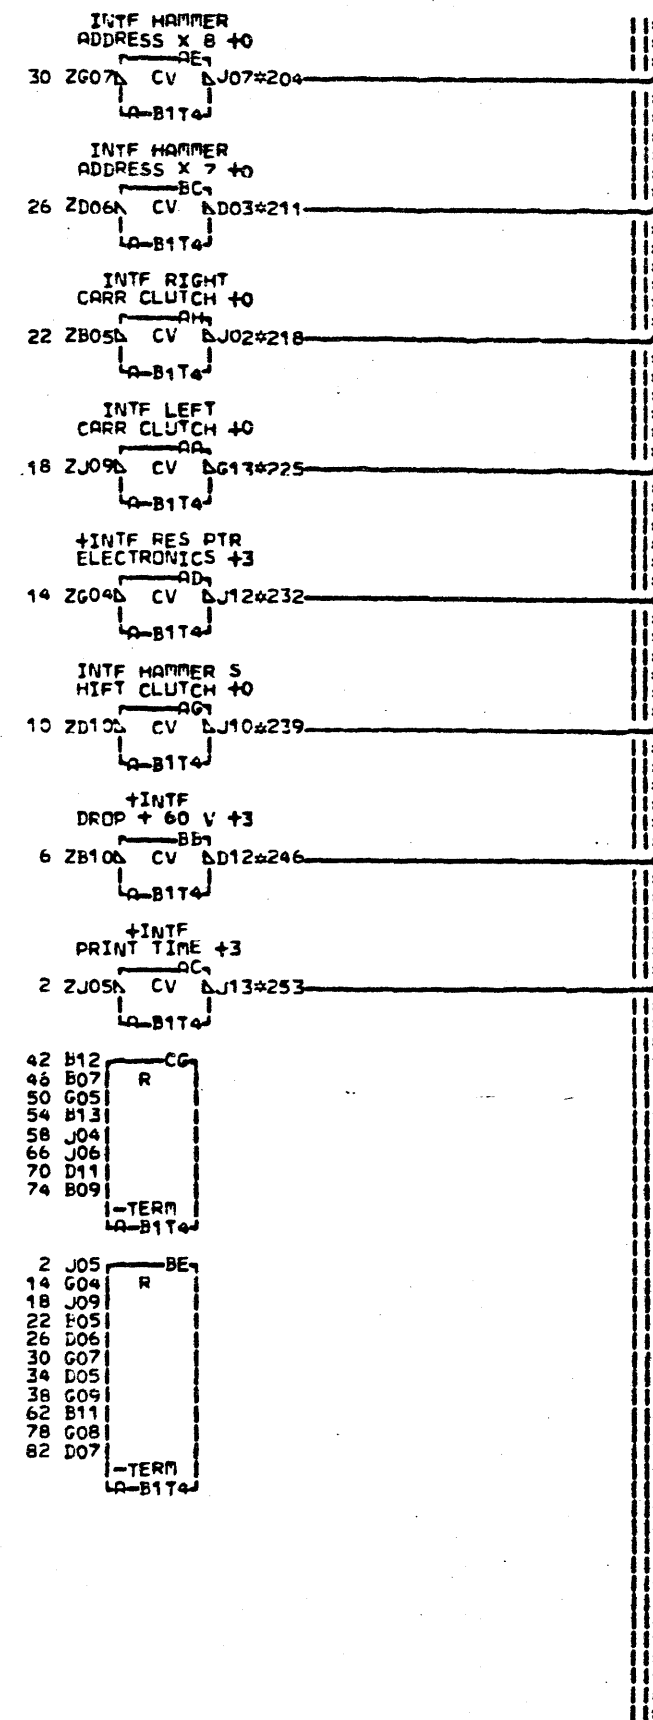 INTF HAMMER
ADDRESS X 8 +0
AE
30 ZG07 CV J07*204
A-B1T4
INTF HAMMER
ADDRESS X 7 +0
BC
26 ZD06 CV D03*211
A-B1T4
INTF RIGHT
CARR CLUTCH +0
AH
22 ZB05 CV J02*218
A-B1T4
INTF LEFT
CARR CLUTCH +0
AA
18 ZJ09 CV G13*225
A-B1T4
+INTF RES PTR
ELECTRONICS +3
AD
14 ZG04 CV J12*232
A-B1T4
INTF HAMMER S
HIFT CLUTCH +0
AG
10 ZD10 CV J10*239
A-B1T4
+INTF
DROP + 60 V +3
BB
6 ZB10 CV D12*246
A-B1T4
+INTF
PRINT TIME +3
AC
2 ZJ05 CV J13*253
A-B1T4
42 B12 CG
46 B07 R
50 G05
54 B13
58 J04
66 J06
70 D11
74 B09
-TERM
A-B1T4
2 J05 BE
14 G04 R
18 J09
22 B05
26 D06
30 G07
34 D05
38 G09
62 B11
78 G08
82 D07
-TERM
A-B1T4